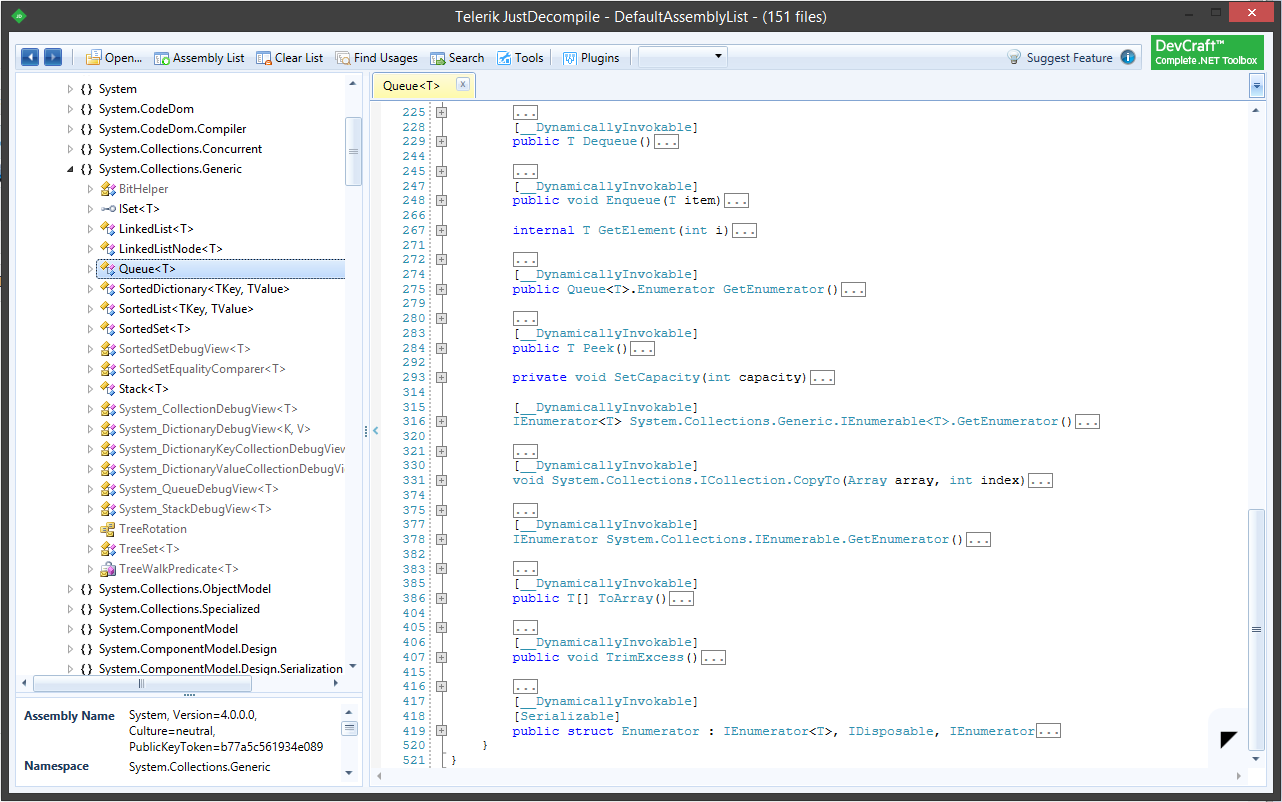 Telerik JustDecompile - DefaultAssemblyList - (151 files)
Open... Assembly List Clear List Find Usages Search Tools Plugins Suggest Feature
DevCraft™
Complete .NET Toolbox
{} System
{} System.CodeDom
{} System.CodeDom.Compiler
{} System.Collections.Concurrent
{} System.Collections.Generic
BitHelper
ISet<T>
LinkedList<T>
LinkedListNode<T>
Queue<T>
SortedDictionary<TKey, TValue>
SortedList<TKey, TValue>
SortedSet<T>
SortedSetDebugView<T>
SortedSetEqualityComparer<T>
Stack<T>
System_CollectionDebugView<T>
System_DictionaryDebugView<K, V>
System_DictionaryKeyCollectionDebugView
System_DictionaryValueCollectionDebugVi
System_QueueDebugView<T>
System_StackDebugView<T>
TreeRotation
TreeSet<T>
TreeWalkPredicate<T>
{} System.Collections.ObjectModel
{} System.Collections.Specialized
{} System.ComponentModel
{} System.ComponentModel.Design
{} System.ComponentModel.Design.Serialization
Assembly Name System, Version=4.0.0.0,
Culture=neutral,
PublicKeyToken=b77a5c561934e089
Namespace System.Collections.Generic
Queue<T> x
225 ...
228 [__DynamicallyInvokable]
229 public T Dequeue()...
244
245 ...
247 [__DynamicallyInvokable]
248 public void Enqueue(T item)...
266
267 internal T GetElement(int i)...
271
272 ...
274 [__DynamicallyInvokable]
275 public Queue<T>.Enumerator GetEnumerator()...
279
280 ...
283 [__DynamicallyInvokable]
284 public T Peek()...
292
293 private void SetCapacity(int capacity)...
314
315 [__DynamicallyInvokable]
316 IEnumerator<T> System.Collections.Generic.IEnumerable<T>.GetEnumerator()...
320
321 ...
330 [__DynamicallyInvokable]
331 void System.Collections.ICollection.CopyTo(Array array, int index)...
374
375 ...
377 [__DynamicallyInvokable]
378 IEnumerator System.Collections.IEnumerable.GetEnumerator()...
382
383 ...
385 [__DynamicallyInvokable]
386 public T[] ToArray()...
404
405 ...
406 [__DynamicallyInvokable]
407 public void TrimExcess()...
415
416 ...
417 [__DynamicallyInvokable]
418 [Serializable]
419 public struct Enumerator : IEnumerator<T>, IDisposable, IEnumerator...
520 }
521 }